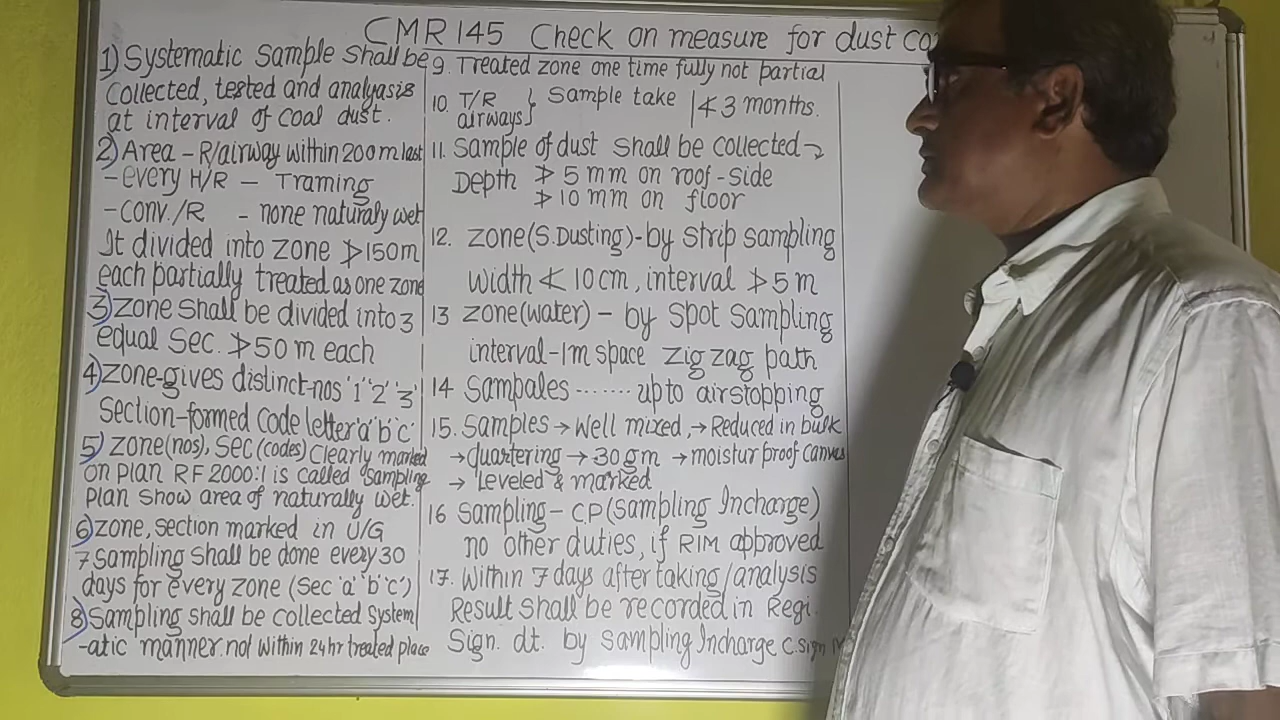 CMR 145 Check on measure for dust co
1) Systematic Sample shall be
Collected, tested and analyasis
at interval of coal dust.
2) Area - R/airway within 200 m last
- every H/R - Traming
- conv./R - none naturaly wet
It divided into zone ≯150m
each partially treated as one zone
3) zone shall be divided into 3
equal Sec. ≯50 m each
4) zone-gives distinct-nos '1' '2' '3'
Section-formed Code letter 'a' 'b' 'c'
5) zone (nos), Sec (codes) clearly marked
on plan RF 2000:1 is called "Sampling
plan show area of naturally wet."
6) zone, section marked in U/G
7 Sampling shall be done every 30
days for every zone (Sec 'a' 'b' 'c')
8) Sampling shall be collected system
-atic manner. not within 24 hr treated place
9. Treated zone one time fully not partial
10. T/R airways } Sample take | ≮ 3 months.
11. Sample of dust shall be collected →
Depth ≯ 5 mm on roof-side
≯ 10 mm on floor
12. zone (S. Dusting) - by strip sampling
width ≮ 10 cm, interval ≯ 5 m
13 zone (water) - by spot sampling
interval-1m space zig zag path
14 Sampales ........ up to airstopping
15. Samples → well mixed, → Reduced in bulk
→ quartering → 30 gm → moistur proof canves
→ 'Leveled & marked
16 Sampling - C.P (Sampling Incharge)
no other duties, if RIM approved
17. Within 7 days after taking/analysis
Result shall be recorded in Regi.
Sign. dt. by Sampling Incharge C. sign M